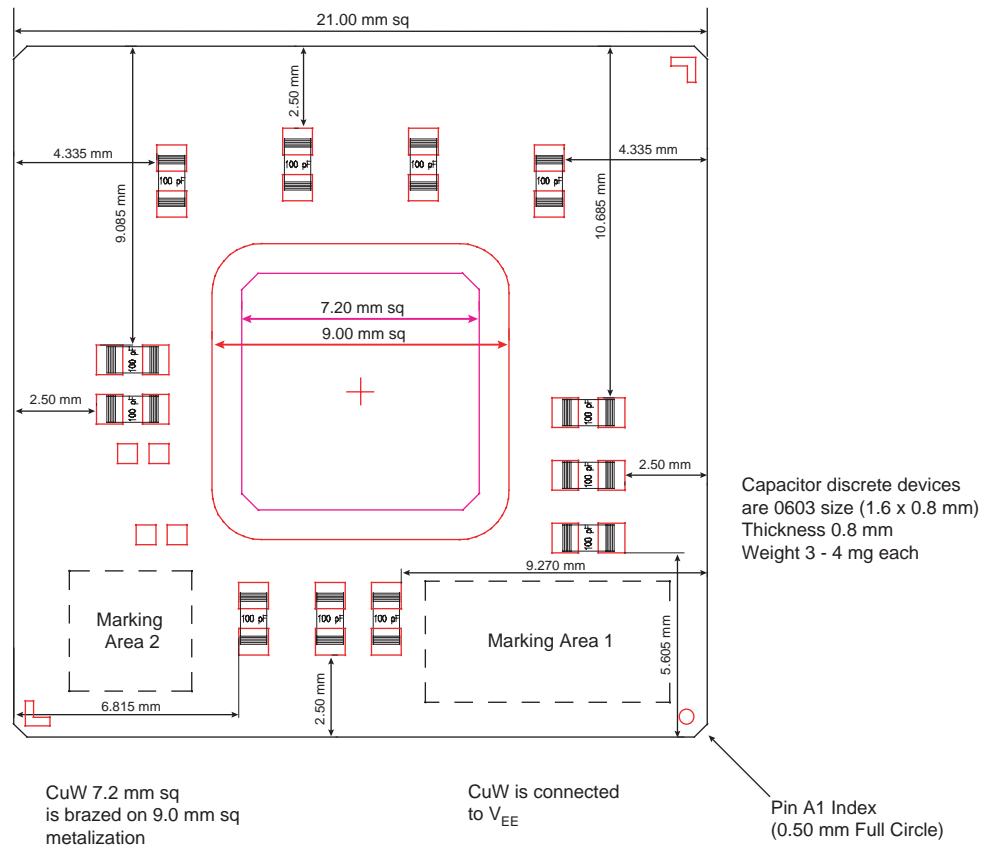 21.00 mm sq
2.50 mm
4.335 mm
4.335 mm
100 pF
100 pF
100 pF
100 pF
9.085 mm
10.685 mm
7.20 mm sq
9.00 mm sq
100 pF
2.50 mm
100 pF
100 pF
2.50 mm
100 pF
Capacitor discrete devices
are 0603 size (1.6 x 0.8 mm)
Thickness 0.8 mm
Weight 3 - 4 mg each
100 pF
9.270 mm
Marking
Area 2
100 pF
100 pF
100 pF
Marking Area 1
5.605 mm
6.815 mm
2.50 mm
CuW 7.2 mm sq
is brazed on 9.0 mm sq
metalization
CuW is connected
to VEE
Pin A1 Index
(0.50 mm Full Circle)